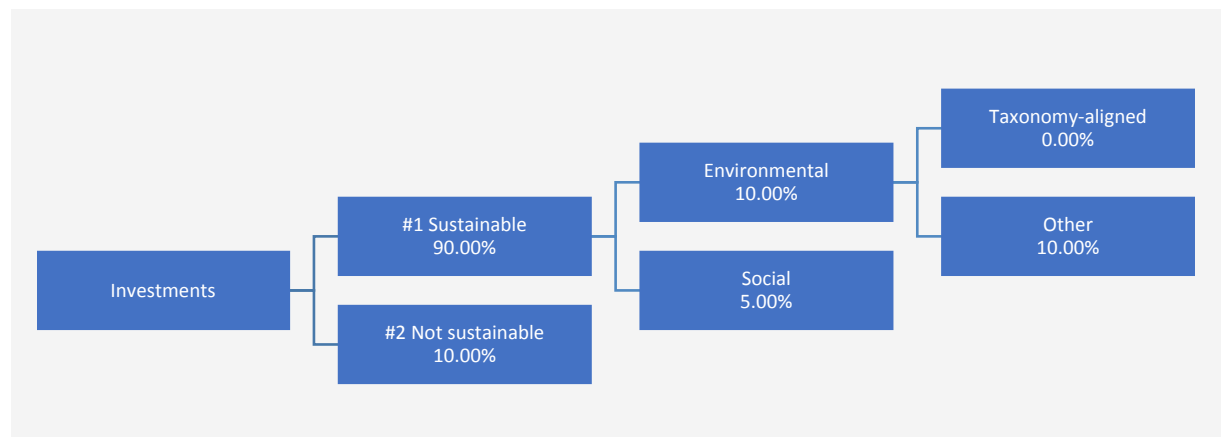 Investments
#1 Sustainable
90.00%
#2 Not sustainable
10.00%
Environmental
10.00%
Social
5.00%
Taxonomy-aligned
0.00%
Other
10.00%